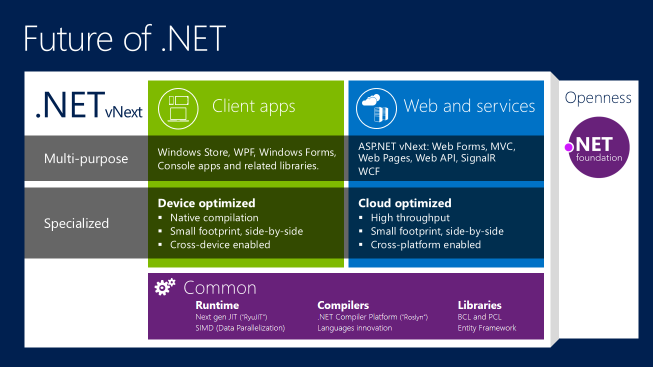 Future of .NET
.NET vNext
Client apps
Web and services
Openness
.NET
foundation
Multi-purpose
Windows Store, WPF, Windows Forms,
Console apps and related libraries.
ASP.NET vNext: Web Forms, MVC,
Web Pages, Web API, SignalR
WCF
Specialized
Device optimized
▪ Native compilation
▪ Small footprint, side-by-side
▪ Cross-device enabled
Cloud optimized
▪ High throughput
▪ Small footprint, side-by-side
▪ Cross-platform enabled
Common
Runtime
Next gen JIT ("RyuJIT")
SIMD (Data Parallelization)
Compilers
.NET Compiler Platform ("Roslyn")
Languages innovation
Libraries
BCL and PCL
Entity Framework